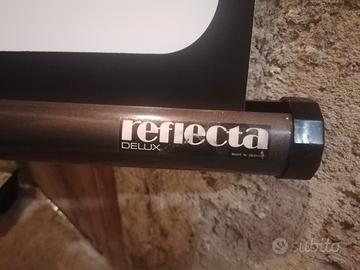 reflecta
DELUX
MADE IN GERMANY
subito